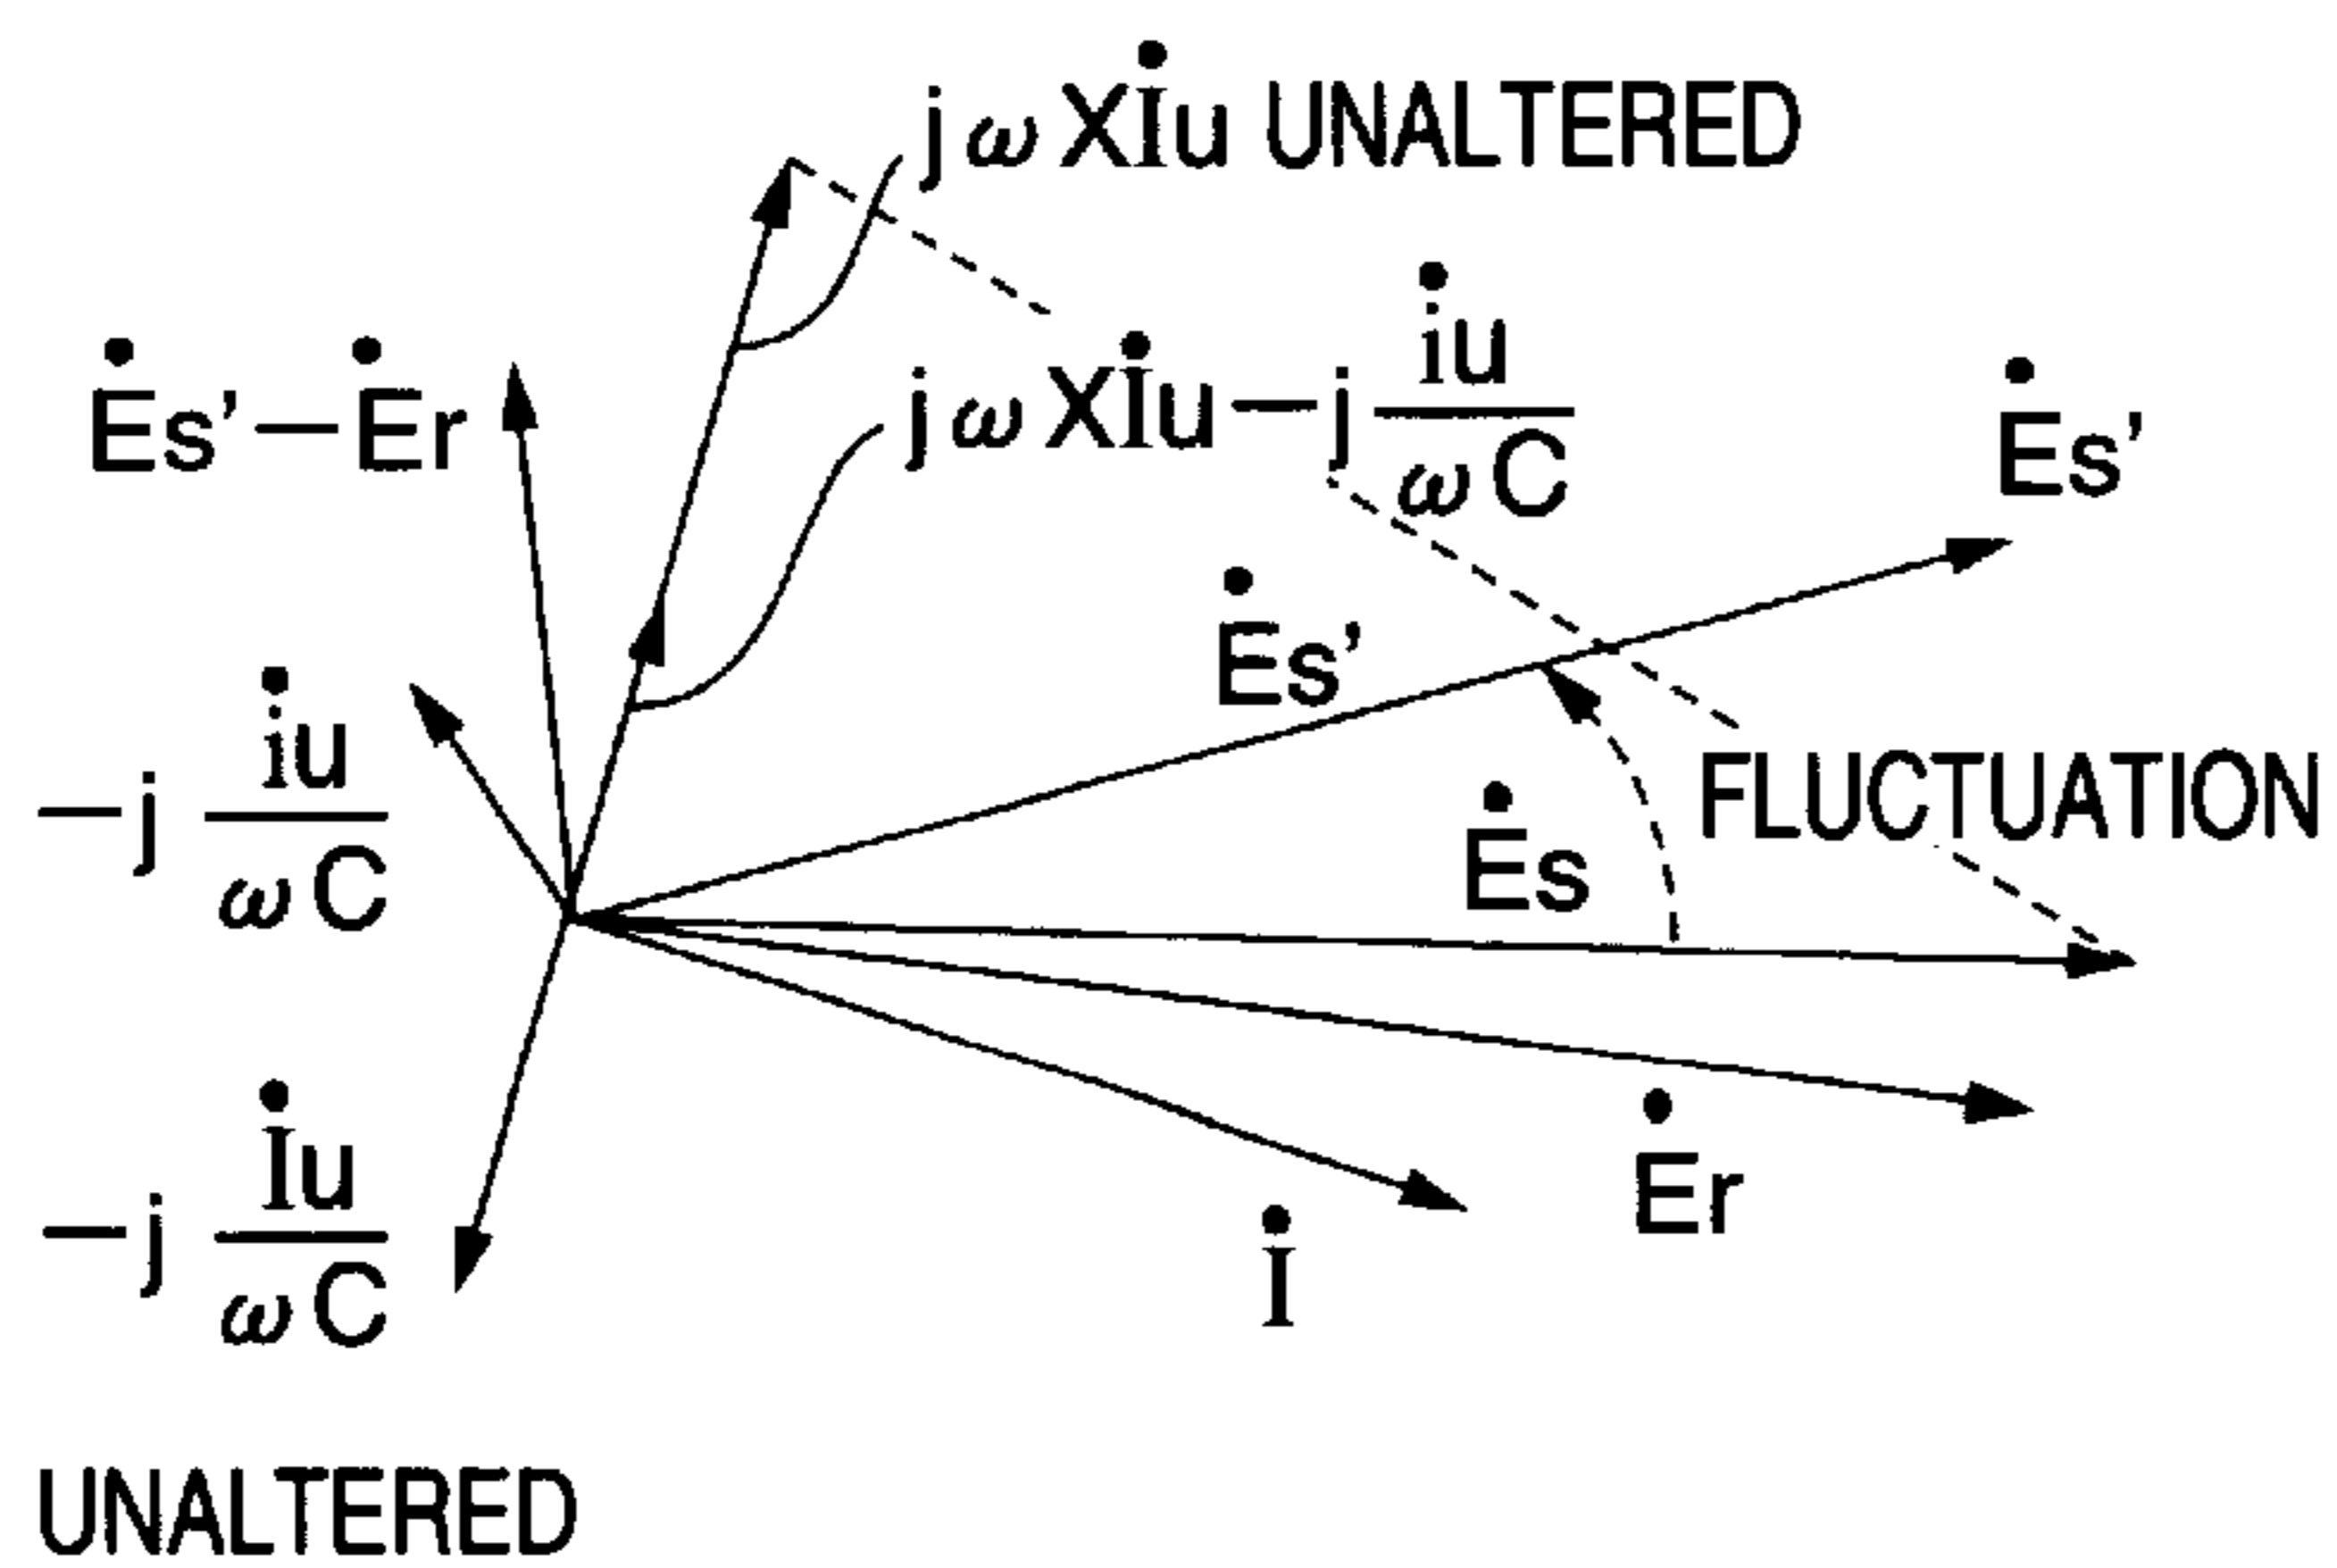 jωXİu UNALTERED
jωXİu−j i̇u/ωC
Ės'−Ėr
Ės'
Ės'
−j i̇u/ωC
Ės
FLUCTUATION
−j İu/ωC
Ėr
İ
UNALTERED